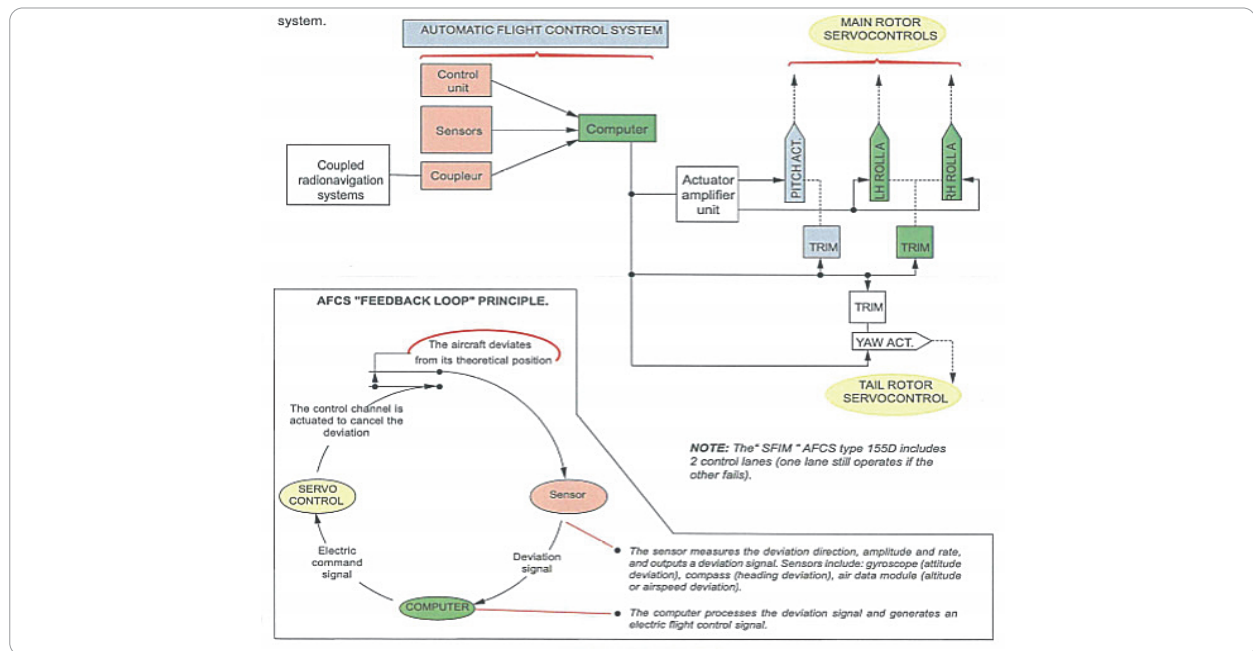 system.
AUTOMATIC FLIGHT CONTROL SYSTEM
MAIN ROTOR
SERVOCONTROLS
Control
unit
Sensors
Computer
Coupled
radionavigation
systems
Coupleur
Actuator
amplifier
unit
PITCH ACT.
LH ROLL A
RH ROLL A
TRIM
TRIM
TRIM
YAW ACT.
TAIL ROTOR
SERVOCONTROL
AFCS "FEEDBACK LOOP" PRINCIPLE.
The aircraft deviates
from its theoretical position
The control channel is
actuated to cancel the
deviation
SERVO
CONTROL
Sensor
Electric
command
signal
Deviation
signal
COMPUTER
NOTE: The" SFIM " AFCS type 155D includes
2 control lanes (one lane still operates if the
other fails).
The sensor measures the deviation direction, amplitude and rate,
and outputs a deviation signal. Sensors include: gyroscope (attitude
deviation), compass (heading deviation), air data module (altitude
or airspeed deviation).
The computer processes the deviation signal and generates an
electric flight control signal.